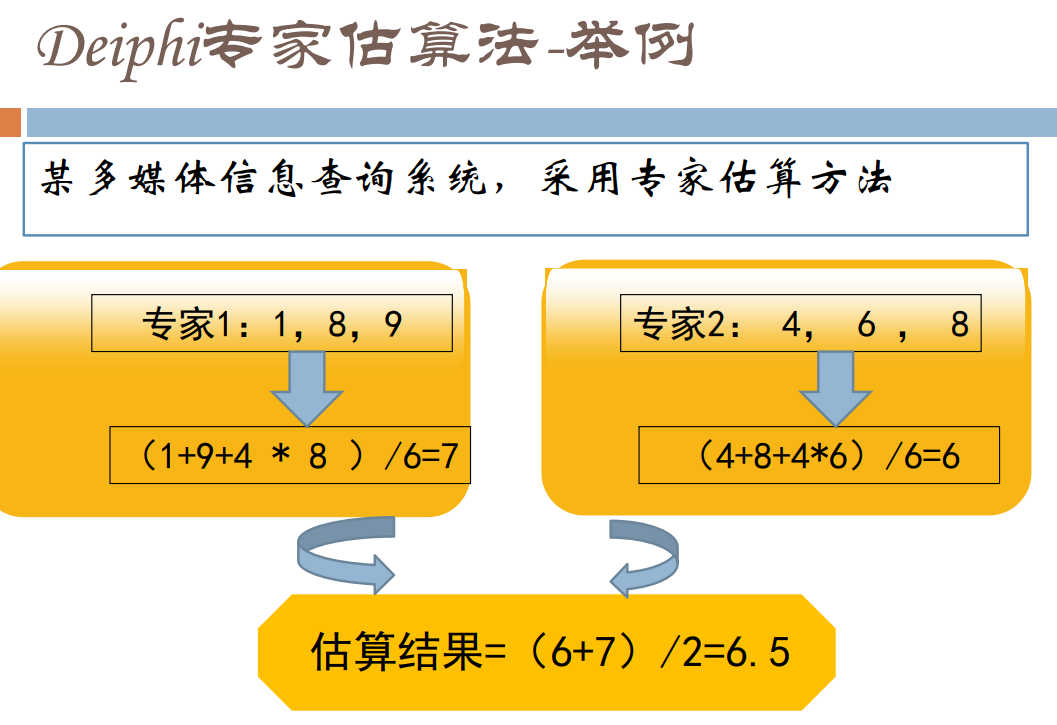 Deiphi专家估算法-举例
某多媒体信息查询系统，采用专家估算方法
专家1：1，8，9
专家2： 4， 6 ， 8
（1+9+4 * 8 ）/6=7
（4+8+4*6）/6=6
估算结果=（6+7）/2=6.5